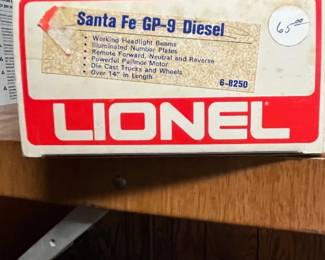 Santa Fe GP-9 Diesel
65.00
• Working Headlight Beams
• Illuminated Number Plates
• Remote Forward, Neutral and Reverse
• Powerful Pullmor Motor
• Die Cast Trucks and Wheels
• Over 14" in Length
6-8250
LIONEL